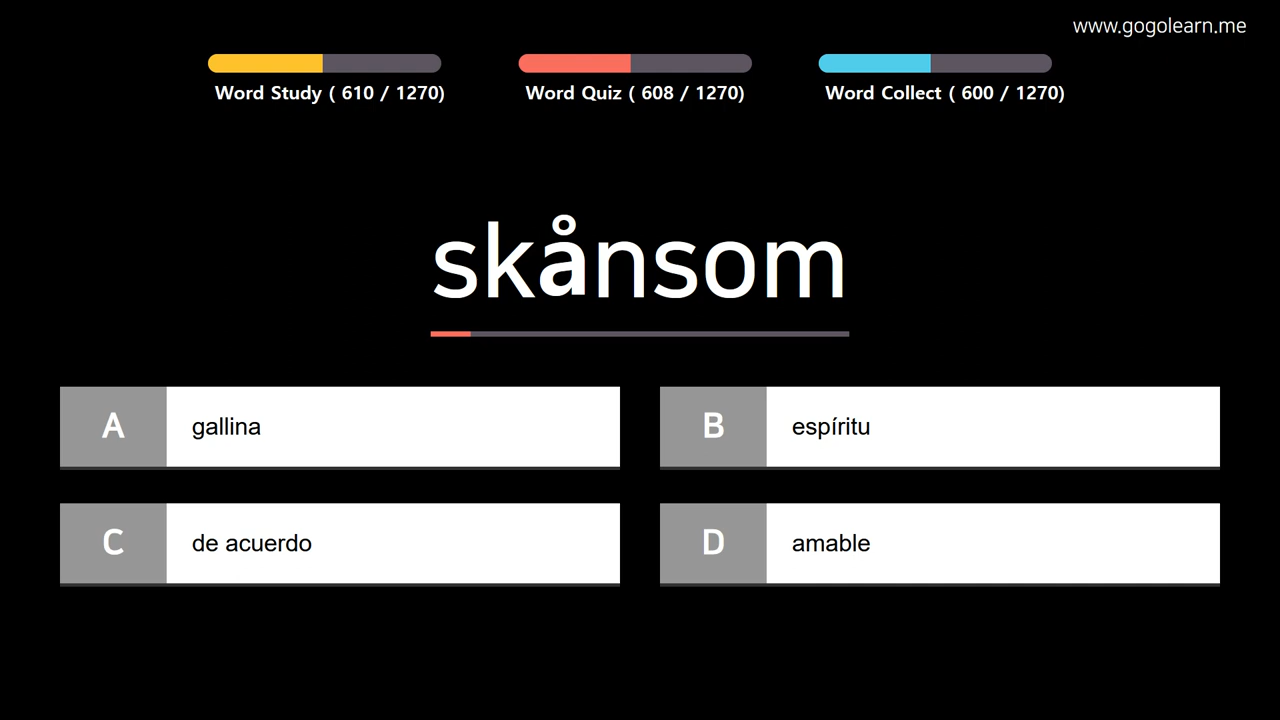 www.gogolearn.me
Word Study ( 610 / 1270)
Word Quiz ( 608 / 1270)
Word Collect ( 600 / 1270)
skånsom
A gallina
B espíritu
C de acuerdo
D amable